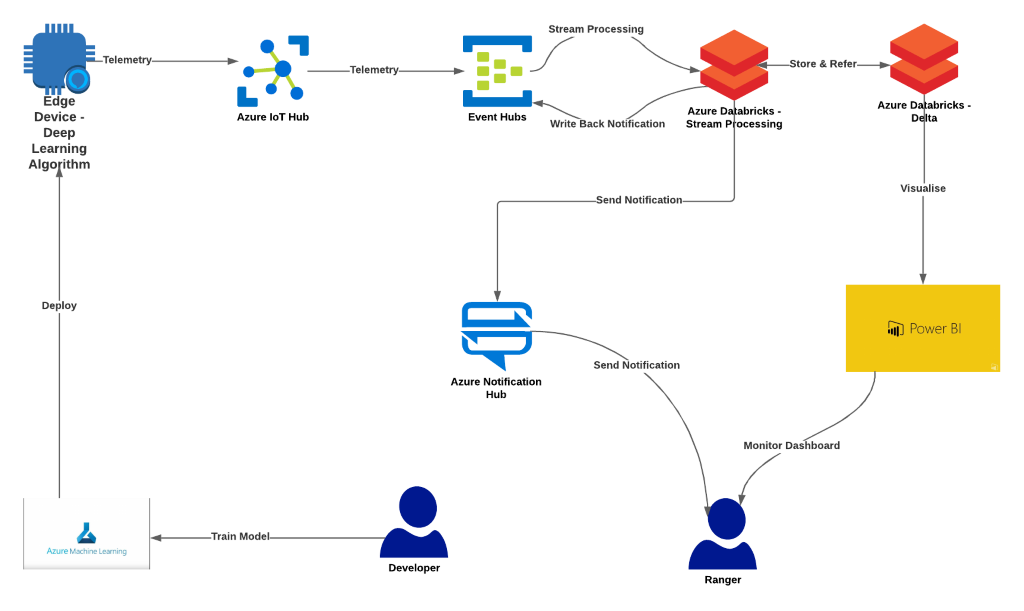 Stream Processing
Telemetry
Telemetry
Store & Refer
Edge
Device -
Deep
Learning
Algorithm
Azure IoT Hub
Event Hubs
Write Back Notification
Azure Databricks -
Stream Processing
Azure Databricks -
Delta
Visualise
Send Notification
Deploy
Power BI
Send Notification
Azure Notification
Hub
Monitor Dashboard
Train Model
Azure Machine Learning
Developer
Ranger